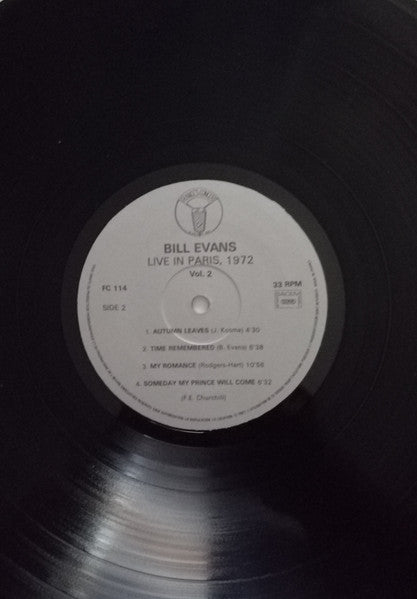 BILL EVANS
LIVE IN PARIS, 1972
Vol. 2
FC 114
33 RPM
SIDE 2
SACEM
1. AUTUMN LEAVES (J. Kosma) 4'30
2. TIME REMEMBERED (B. Evans) 6'38
3. MY ROMANCE (Rodgers-Hart) 10'56
4. SOMEDAY MY PRINCE WILL COME 6'32
(F.E. Churchill)